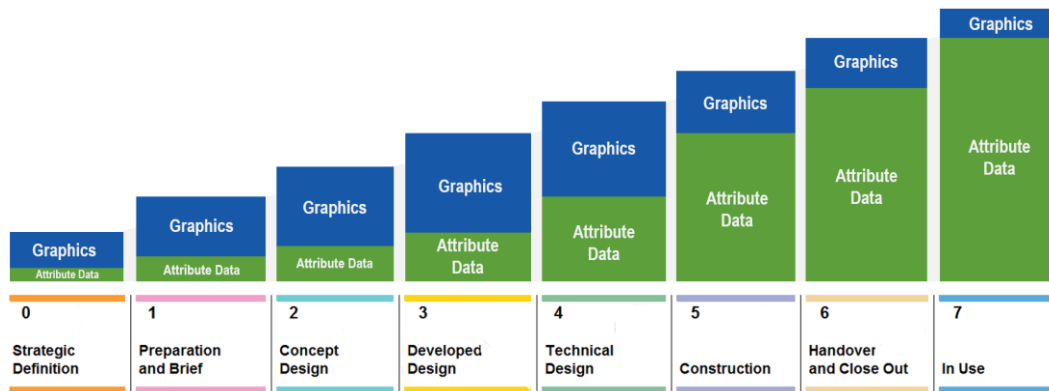 Graphics
Attribute Data
Graphics
Attribute Data
Graphics
Attribute Data
Graphics
Attribute
Data
Graphics
Attribute
Data
Graphics
Attribute
Data
Graphics
Attribute
Data
Graphics
Attribute
Data
0
Strategic
Definition
1
Preparation
and Brief
2
Concept
Design
3
Developed
Design
4
Technical
Design
5
Construction
6
Handover
and Close Out
7
In Use